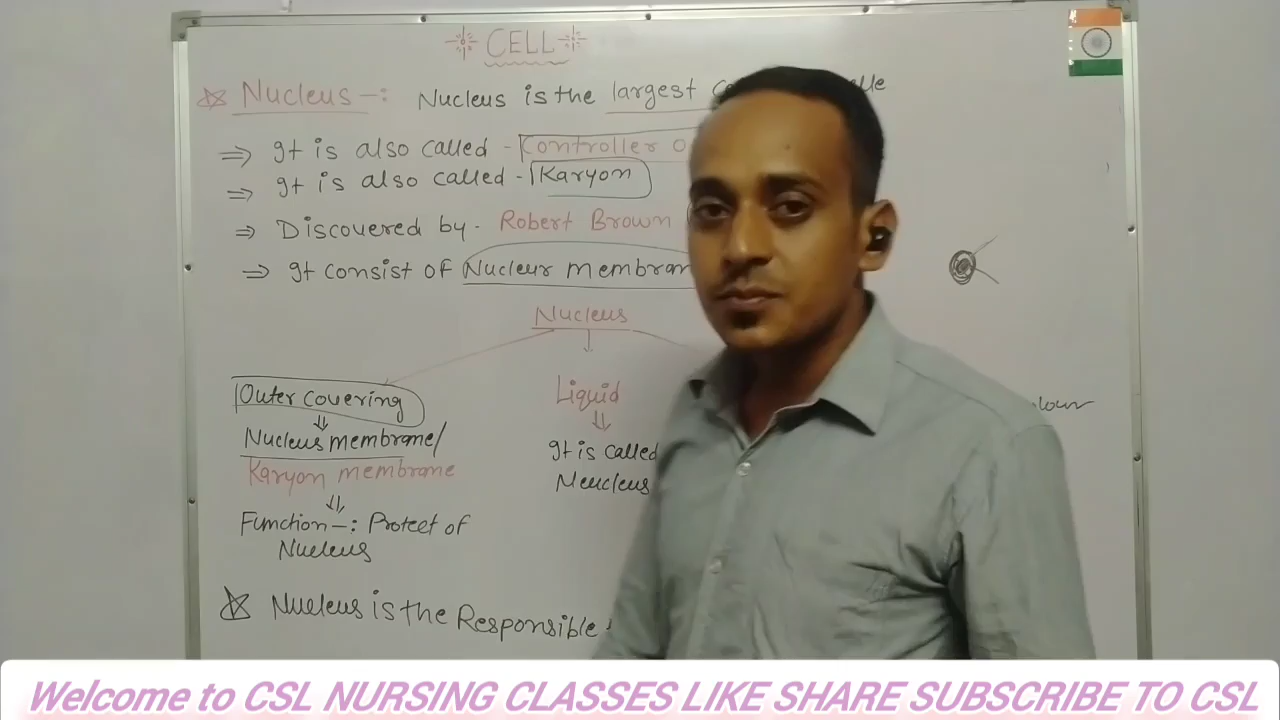 CELL
Nucleus -: Nucleus is the largest
⇒ It is also called - Controller
⇒ It is also called - Karyon
⇒ Discovered by - Robert Brown
⇒ It consist of Nucleur membran
Nucleus
Outer covering
Nucleus membrane/
Karyon membrane
Function -: Protect of
Nucleus
Liquid
It is called
Neucleus
Nucleus is the Responsible
Welcome to CSL NURSING CLASSES LIKE SHARE SUBSCRIBE TO CSL